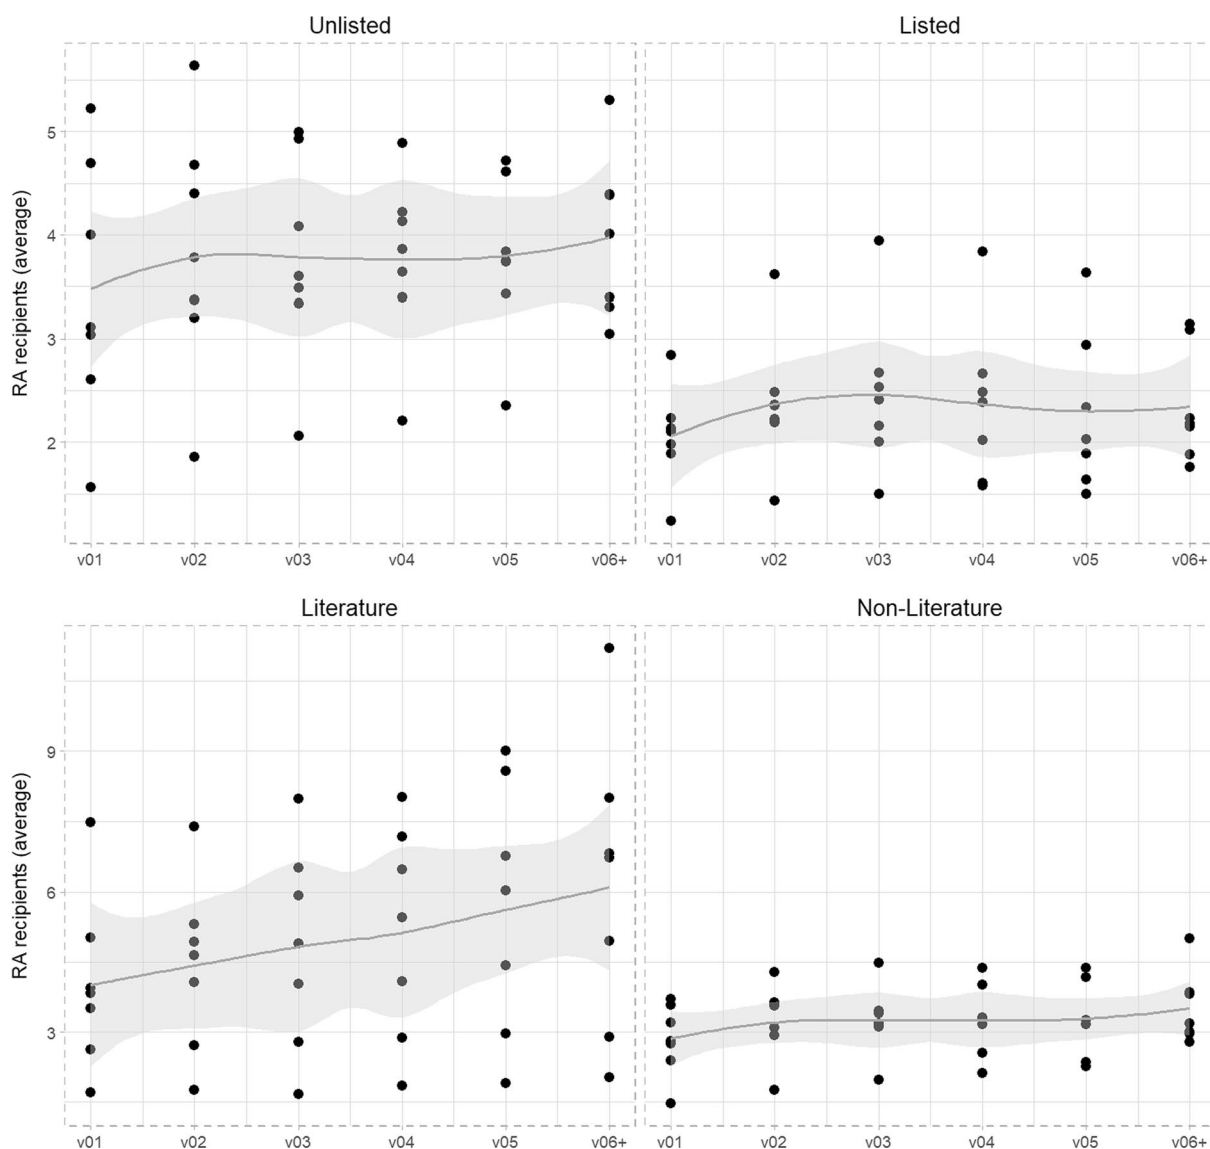 Unlisted
Listed
RA recipients (average)
5
4
3
2
v01 v02 v03 v04 v05 v06+
v01 v02 v03 v04 v05 v06+
Literature
Non-Literature
RA recipients (average)
9
6
3
v01 v02 v03 v04 v05 v06+
v01 v02 v03 v04 v05 v06+